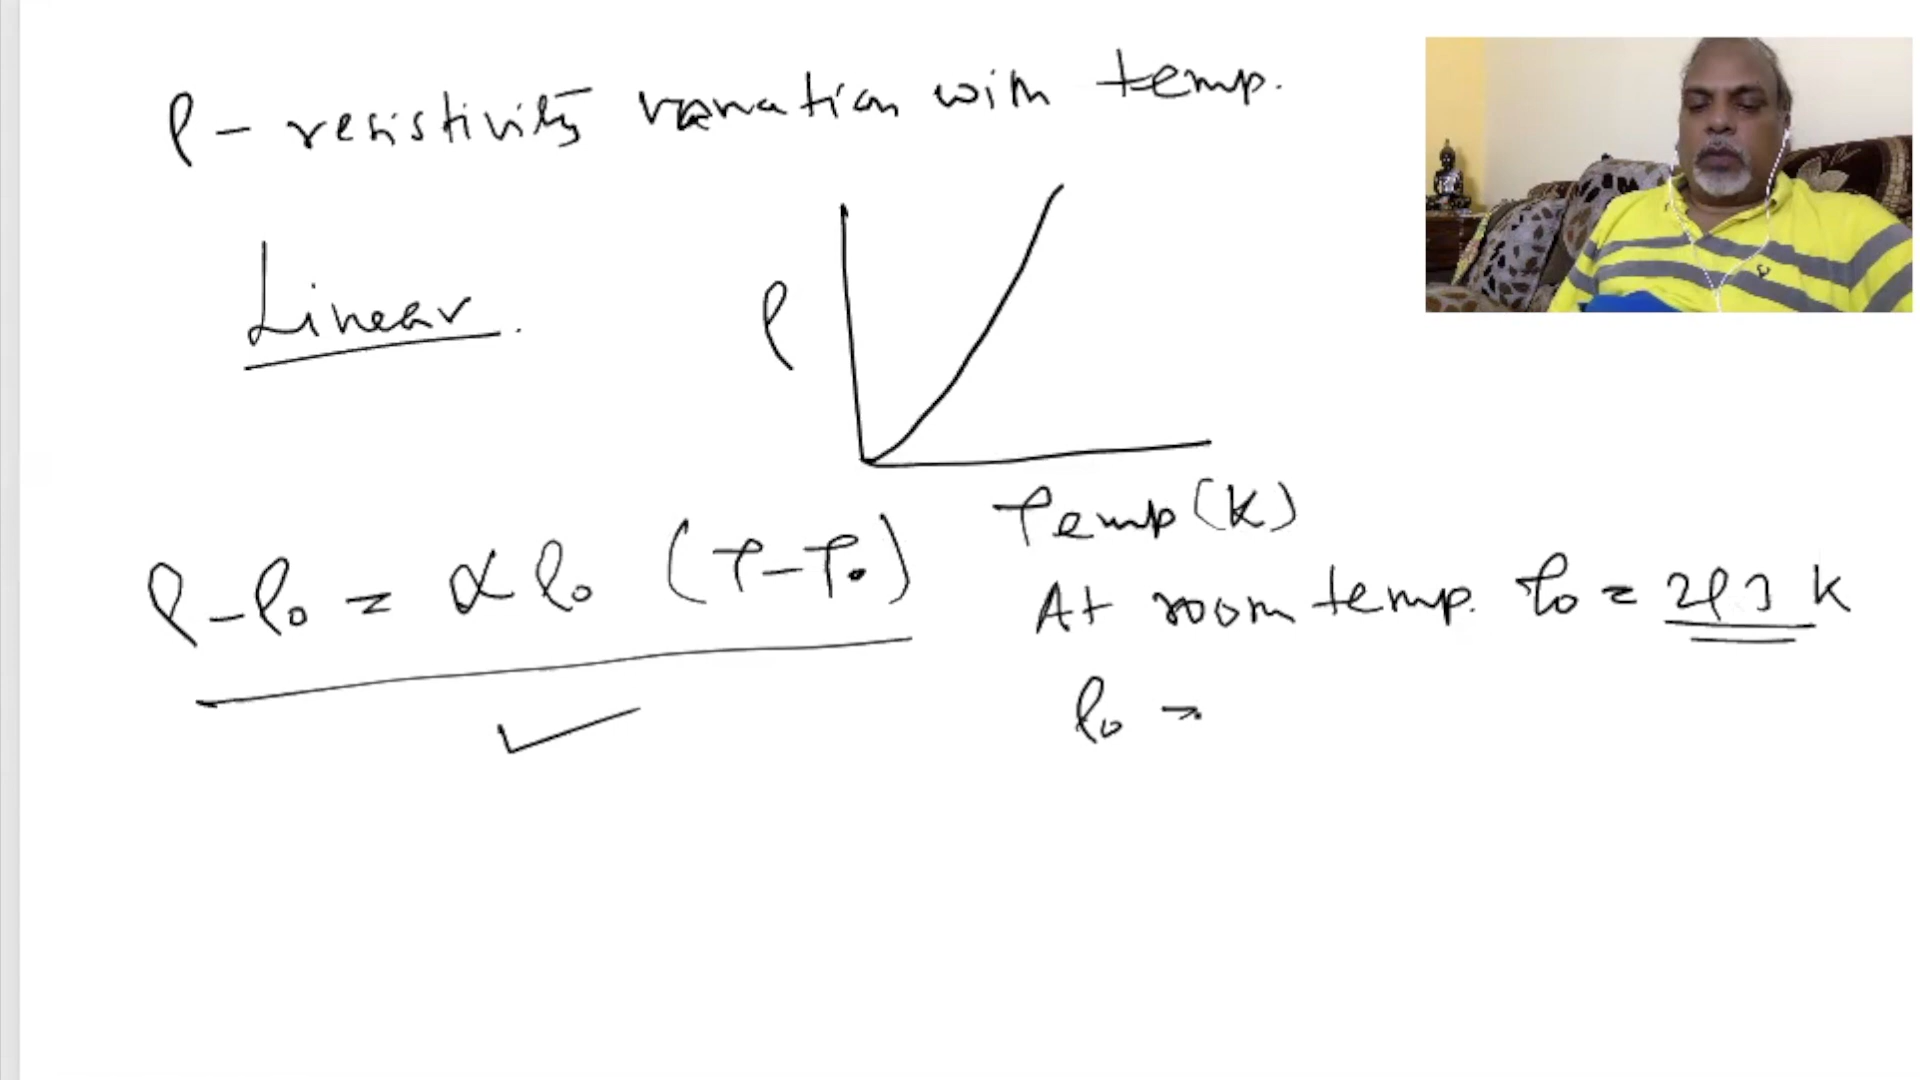 ρ - resistivity variation with temp.
Linear.
ρ
Temp (K)
ρ - ρ₀ = α ρ₀ (T - T₀)
At room temp. T₀ = 293 K
ρ₀ →